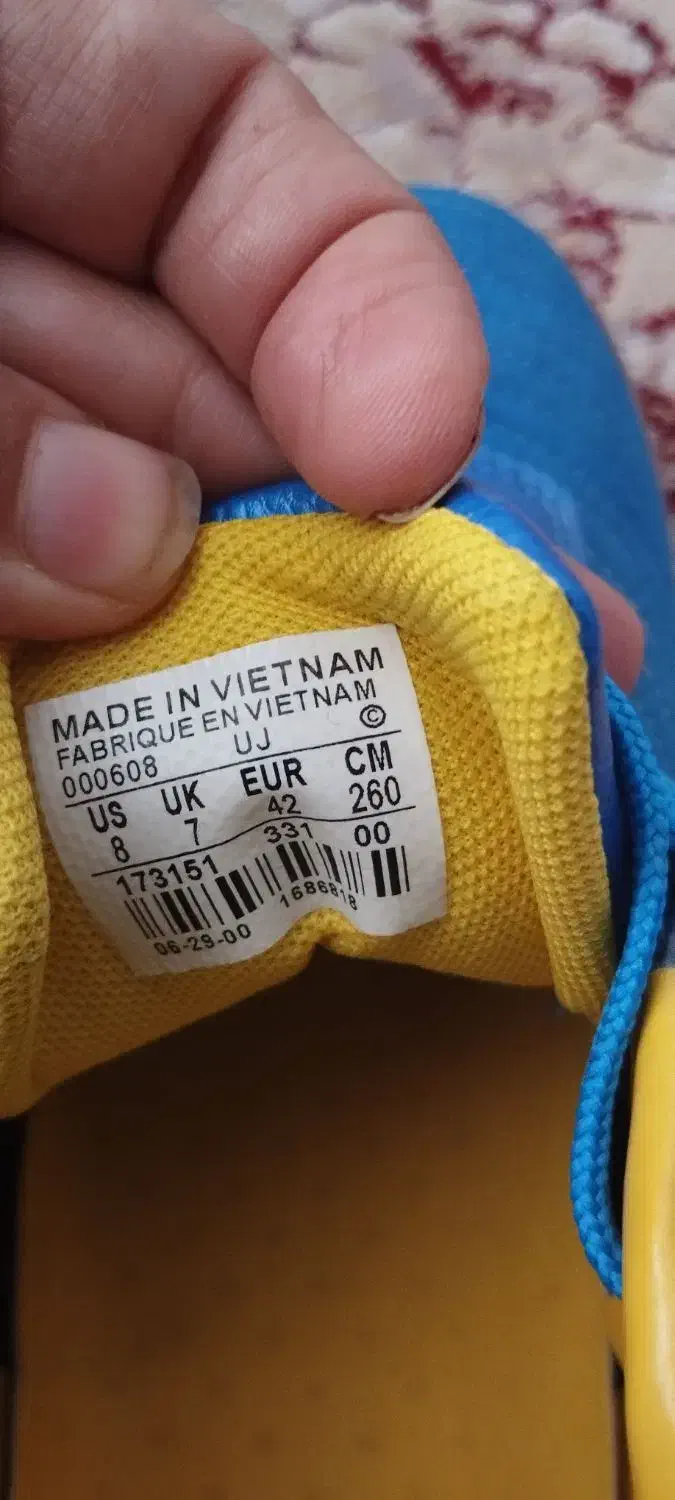 MADE IN VIETNAM
FABRIQUE EN VIETNAM
000608 UJ ©
US UK EUR CM
8 7 42 260
173151 331 00
1686818
06-29-00